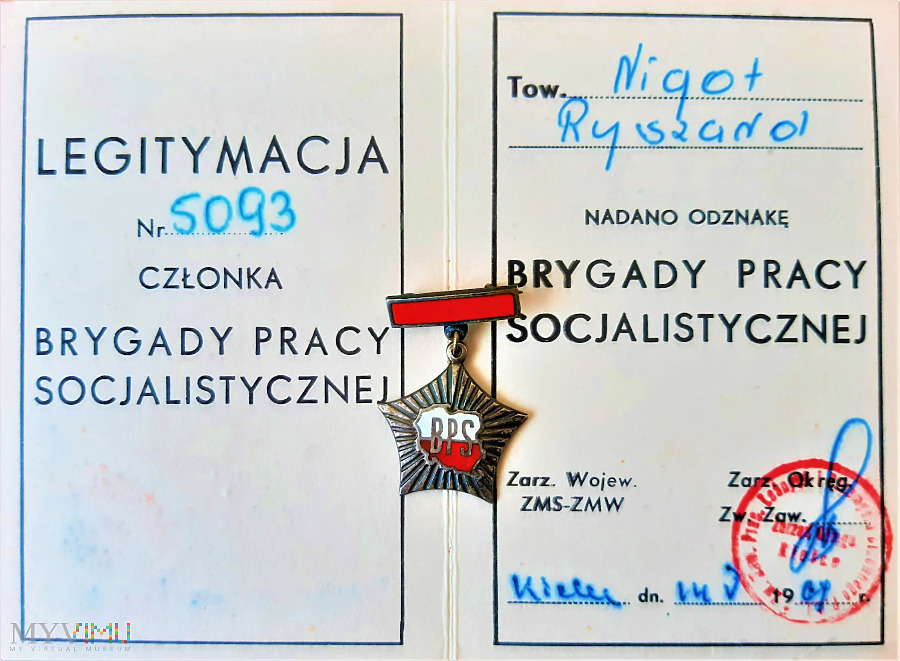 LEGITYMACJA
Nr 5093
CZŁONKA
BRYGADY PRACY
SOCJALISTYCZNEJ
Tow. Nigot
Ryszard
NADANO ODZNAKĘ
BRYGADY PRACY
SOCJALISTYCZNEJ
BPS
Zarz. Wojew.
ZMS-ZMW
Zarz. Okręg.
Zw. Zaw.
Kielce
dn. 19 r.
MYVIMU
MY VIRTUAL MUSEUM